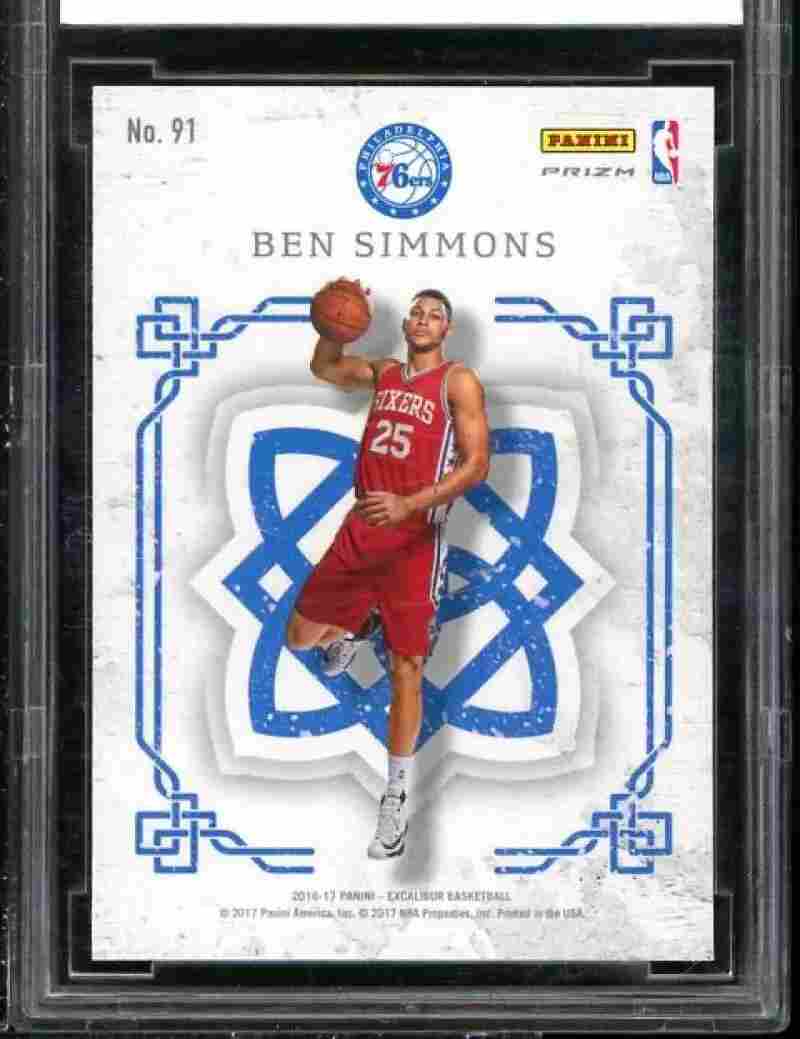 No. 91
PHILADELPHIA
76ers
PANINI
PRIZM
NBA
BEN SIMMONS
SIXERS
25
2016-17 PANINI - EXCALIBUR BASKETBALL
© 2017 Panini America, Inc. © 2017 NBA Properties, Inc. Printed in the USA.